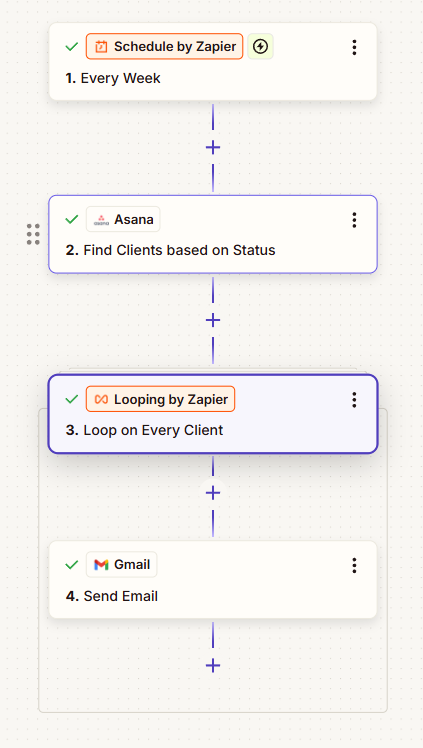 Schedule by Zapier
1. Every Week
Asana
2. Find Clients based on Status
Looping by Zapier
3. Loop on Every Client
Gmail
4. Send Email